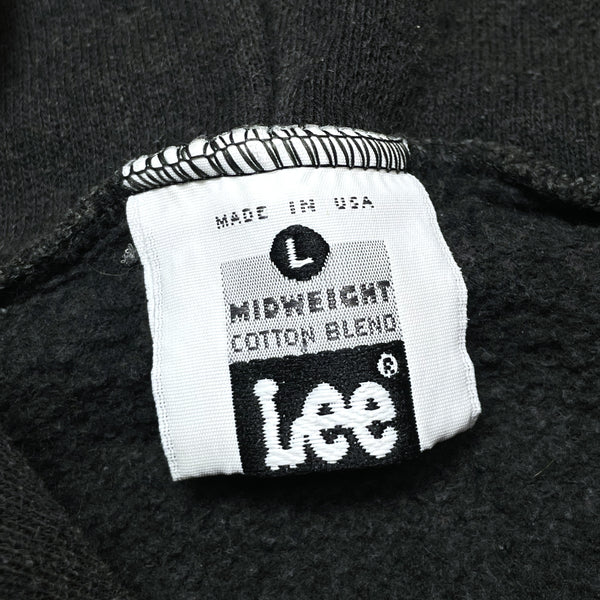 MADE IN USA
L
MIDWEIGHT
COTTON BLEND
Lee®